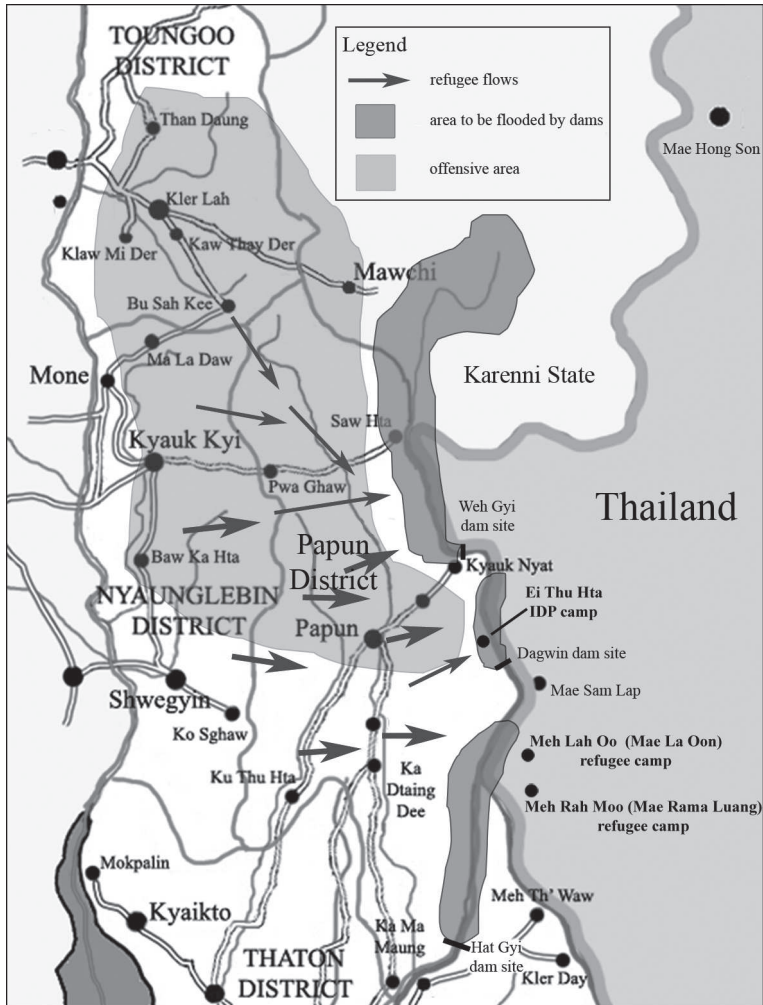 TOUNGOO
DISTRICT
Legend
refugee flows
area to be flooded by dams
offensive area
Than Daung
Mae Hong Son
Kler Lah
Klaw Mi Der
Kaw Thay Der
Mawchi
Bu Sah Kee
Ma La Daw
Mone
Karenni State
Saw Hta
Kyauk Kyi
Pwa Ghaw
Weh Gyi
dam site
Thailand
Papun
District
Baw Ka Hta
Kyauk Nyat
NYAUNGLEBIN
DISTRICT
Ei Thu Hta
IDP camp
Papun
Dagwin dam site
Shwegyin
Mae Sam Lap
Ko Sghaw
Meh Lah Oo (Mae La Oon)
refugee camp
Ku Thu Hta
Ka
Dtaing
Dee
Meh Rah Moo (Mae Rama Luang)
refugee camp
Mokpalin
Meh Th' Waw
Kyaikto
Ka Ma
Maung
Hat Gyi
dam site
THATON
DISTRICT
Kler Day